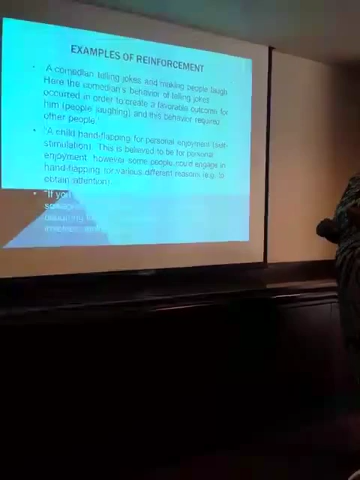 EXAMPLES OF REINFORCEMENT
• A comedian telling jokes and making people laugh.
Here the comedian's behavior of telling jokes
occurred in order to create a favorable outcome for
him (people laughing) and this behavior required
other people."
• "A child hand-flapping for personal enjoyment (self-
stimulation). This is believed to be for personal
enjoyment, however some people could engage in
hand-flapping for various different reasons (e.g. to
obtain attention)
• "If you